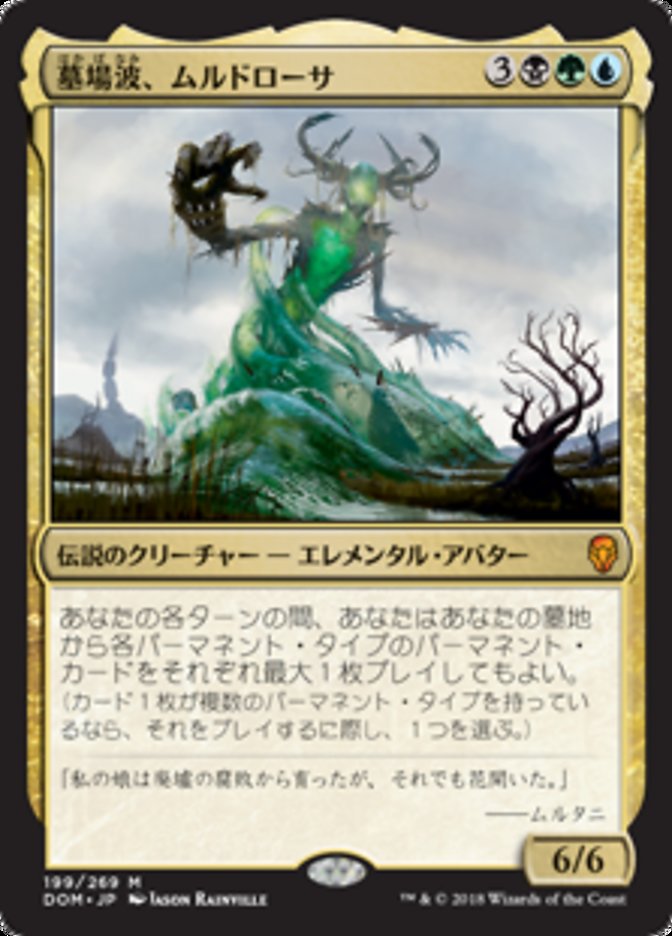 墓場波、ムルドローサ
3
伝説のクリーチャー — エレメンタル・アバター
あなたの各ターンの間、あなたはあなたの墓地
から各パーマネント・タイプのパーマネント・
カードをそれぞれ最大１枚プレイしてもよい。
（カード１枚が複数のパーマネント・タイプを持ってい
るなら、それをプレイするに際し、１つを選ぶ。）
「私の娘は廃墟の腐敗から育ったが、それでも花開いた。」
——ムルタニ
6/6
199/269 M
DOM • JP Jason Rainville
™ & © 2018 Wizards of the Coast